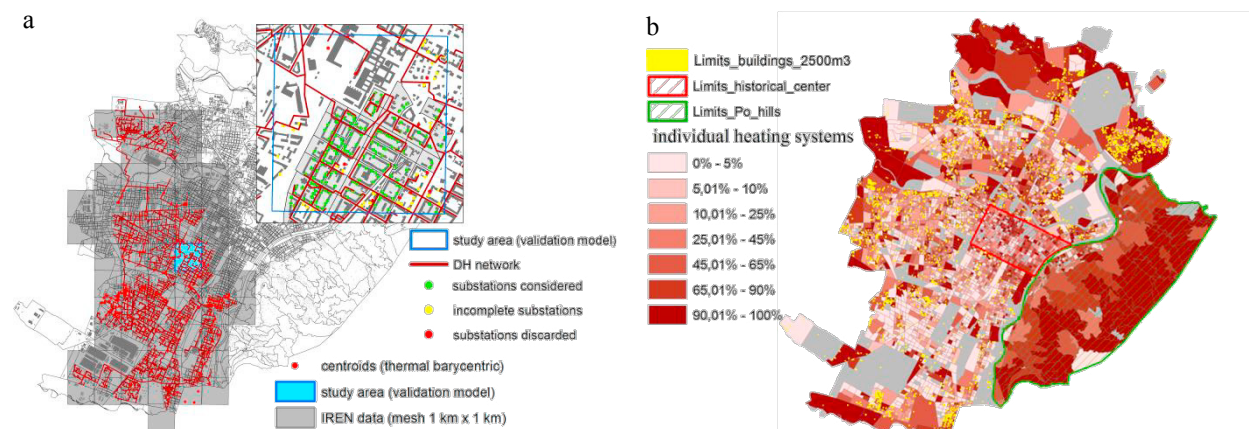 a
study area (validation model)
DH network
substations considered
incomplete substations
substations discarded
centroids (thermal barycentric)
study area (validation model)
IREN data (mesh 1 km x 1 km)
b
Limits_buildings_2500m3
Limits_historical_center
Limits_Po_hills
individual heating systems
0% - 5%
5,01% - 10%
10,01% - 25%
25,01% - 45%
45,01% - 65%
65,01% - 90%
90,01% - 100%